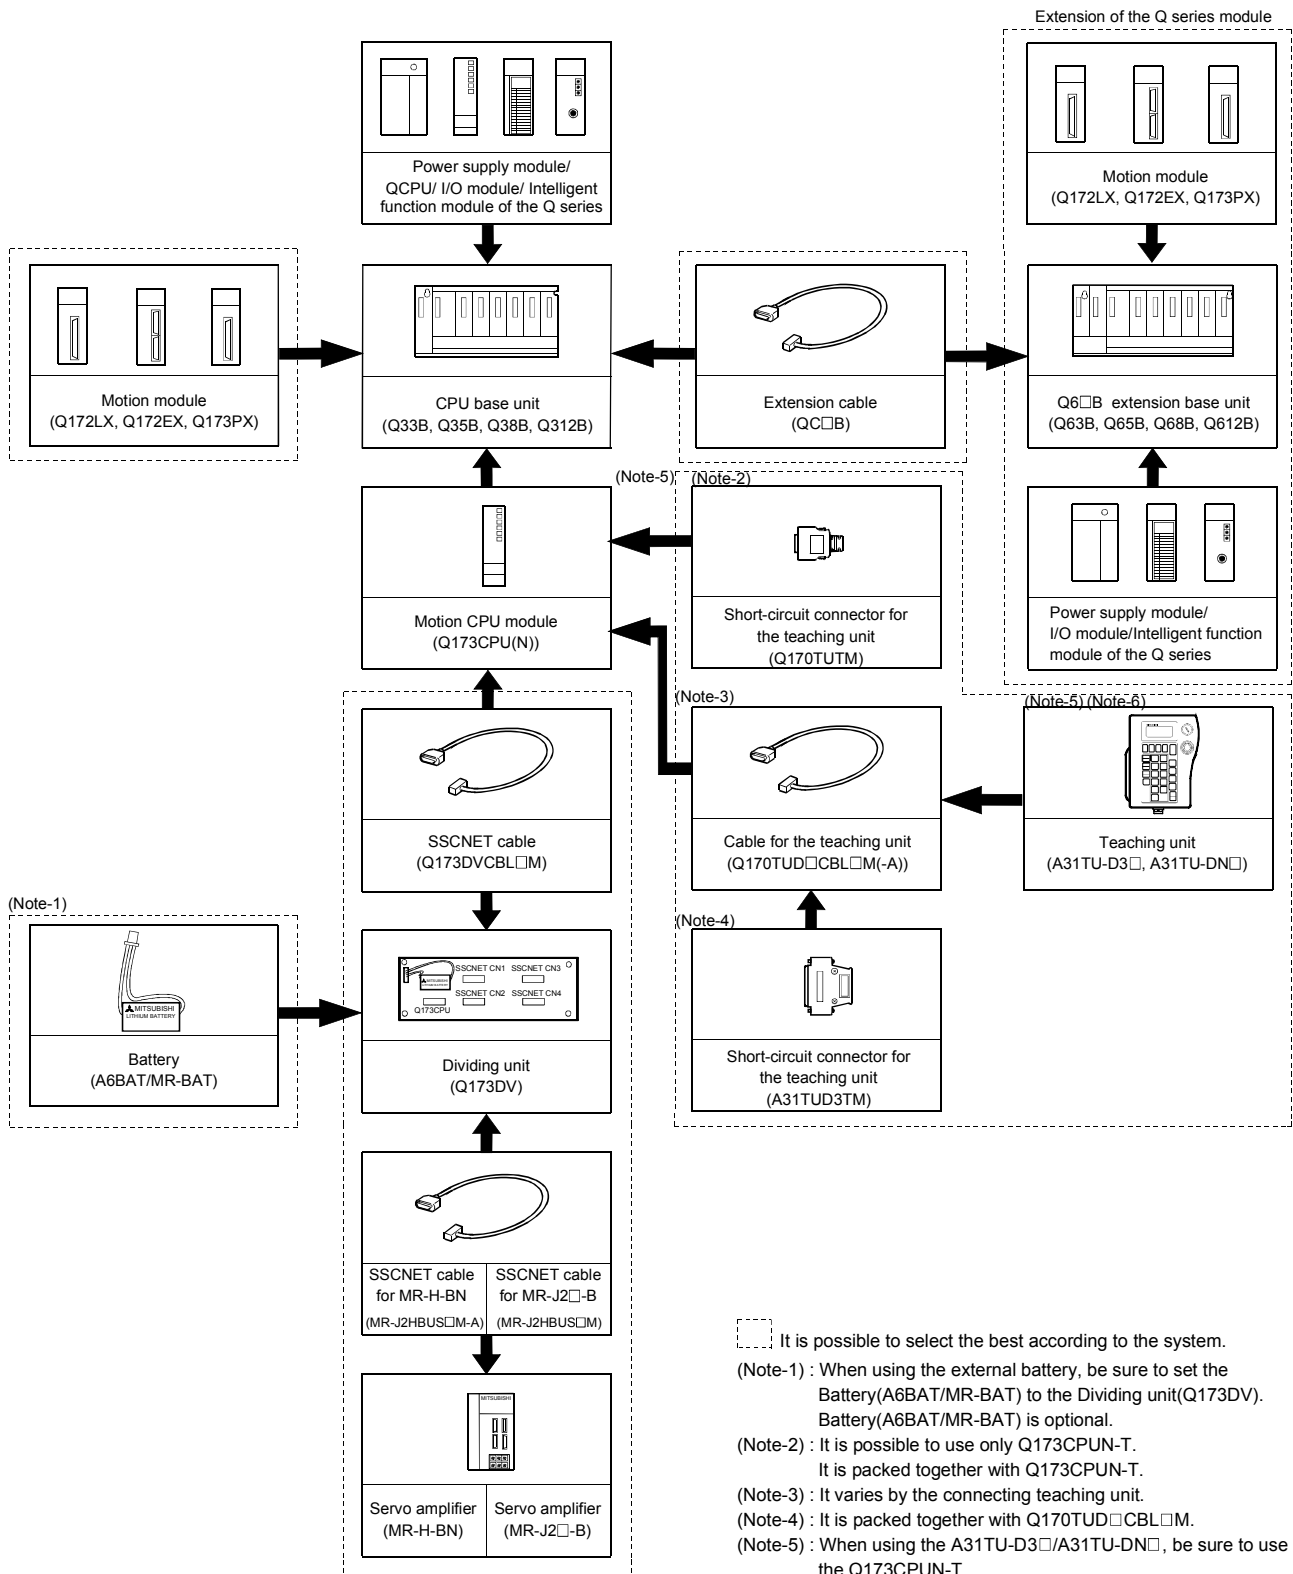 Extension of the Q series module
Power supply module/
QCPU/ I/O module/ Intelligent
function module of the Q series
Motion module
(Q172LX, Q172EX, Q173PX)
Motion module
(Q172LX, Q172EX, Q173PX)
CPU base unit
(Q33B, Q35B, Q38B, Q312B)
Extension cable
(QC□B)
Q6□B extension base unit
(Q63B, Q65B, Q68B, Q612B)
(Note-5)
(Note-2)
Motion CPU module
(Q173CPU(N))
Short-circuit connector for
the teaching unit
(Q170TUTM)
Power supply module/
I/O module/Intelligent function
module of the Q series
(Note-3)
(Note-5) (Note-6)
SSCNET cable
(Q173DVCBL□M)
Cable for the teaching unit
(Q170TUD□CBL□M(-A))
Teaching unit
(A31TU-D3□, A31TU-DN□)
(Note-1)
(Note-4)
MITSUBISHI
LITHIUM BATTERY
Battery
(A6BAT/MR-BAT)
SSCNET CN1 SSCNET CN3
SSCNET CN2 SSCNET CN4
Q173CPU
Dividing unit
(Q173DV)
Short-circuit connector for
the teaching unit
(A31TUD3TM)
SSCNET cable
for MR-H-BN
(MR-J2HBUS□M-A)
SSCNET cable
for MR-J2□-B
(MR-J2HBUS□M)
MITSUBISHI
Servo amplifier
(MR-H-BN)
Servo amplifier
(MR-J2□-B)
It is possible to select the best according to the system.
(Note-1) : When using the external battery, be sure to set the
Battery(A6BAT/MR-BAT) to the Dividing unit(Q173DV).
Battery(A6BAT/MR-BAT) is optional.
(Note-2) : It is possible to use only Q173CPUN-T.
It is packed together with Q173CPUN-T.
(Note-3) : It varies by the connecting teaching unit.
(Note-4) : It is packed together with Q170TUD□CBL□M.
(Note-5) : When using the A31TU-D3□/A31TU-DN□, be sure to use
the Q173CPUN-T.